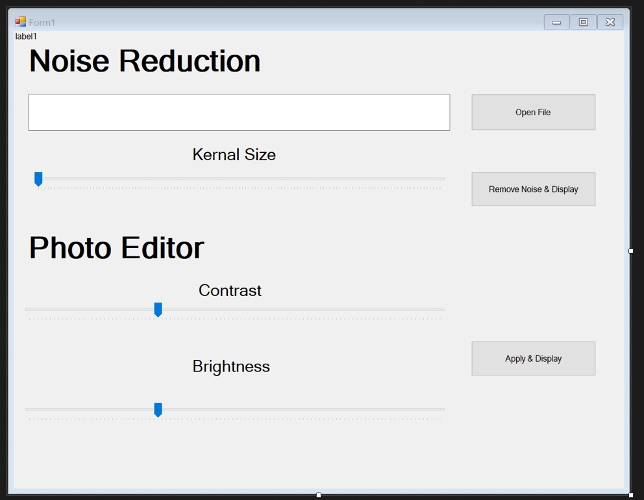 Form1
label1
Noise Reduction
Open File
Kernal Size
Remove Noise & Display
Photo Editor
Contrast
Apply & Display
Brightness